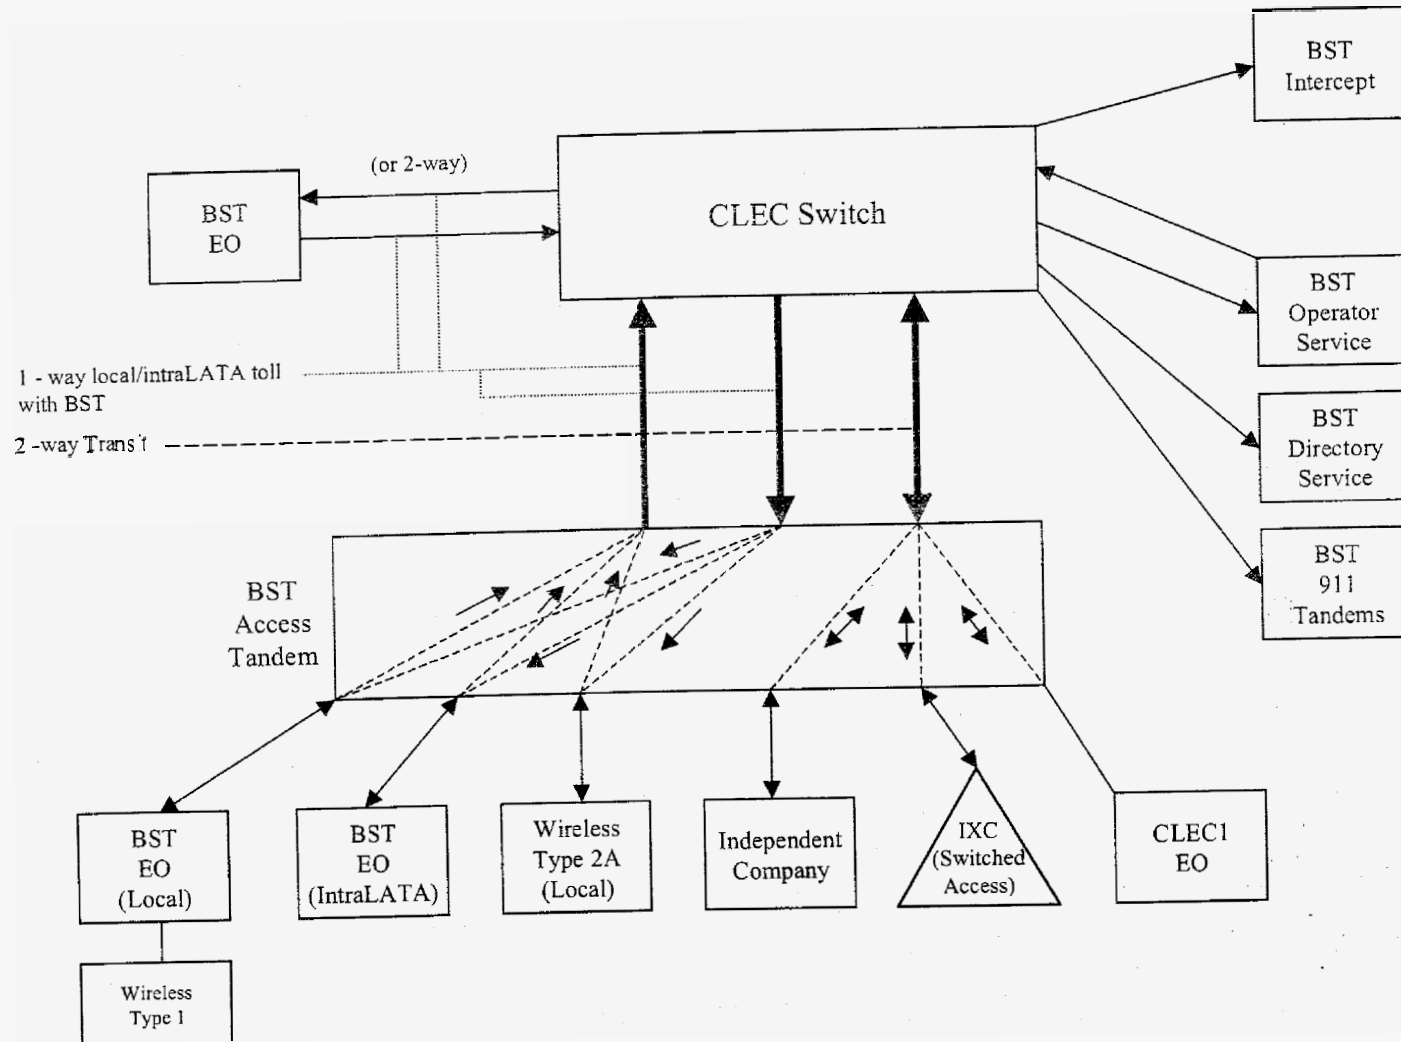 BST
Intercept
(or 2-way)
BST
EO
CLEC Switch
BST
Operator
Service
1 - way local/intraLATA toll
with BST
2 -way Trans't
BST
Directory
Service
BST
911
Tandems
BST
Access
Tandem
BST
EO
(Local)
BST
EO
(IntraLATA)
Wireless
Type 2A
(Local)
Independent
Company
IXC
(Switched
Access)
CLEC1
EO
Wireless
Type 1